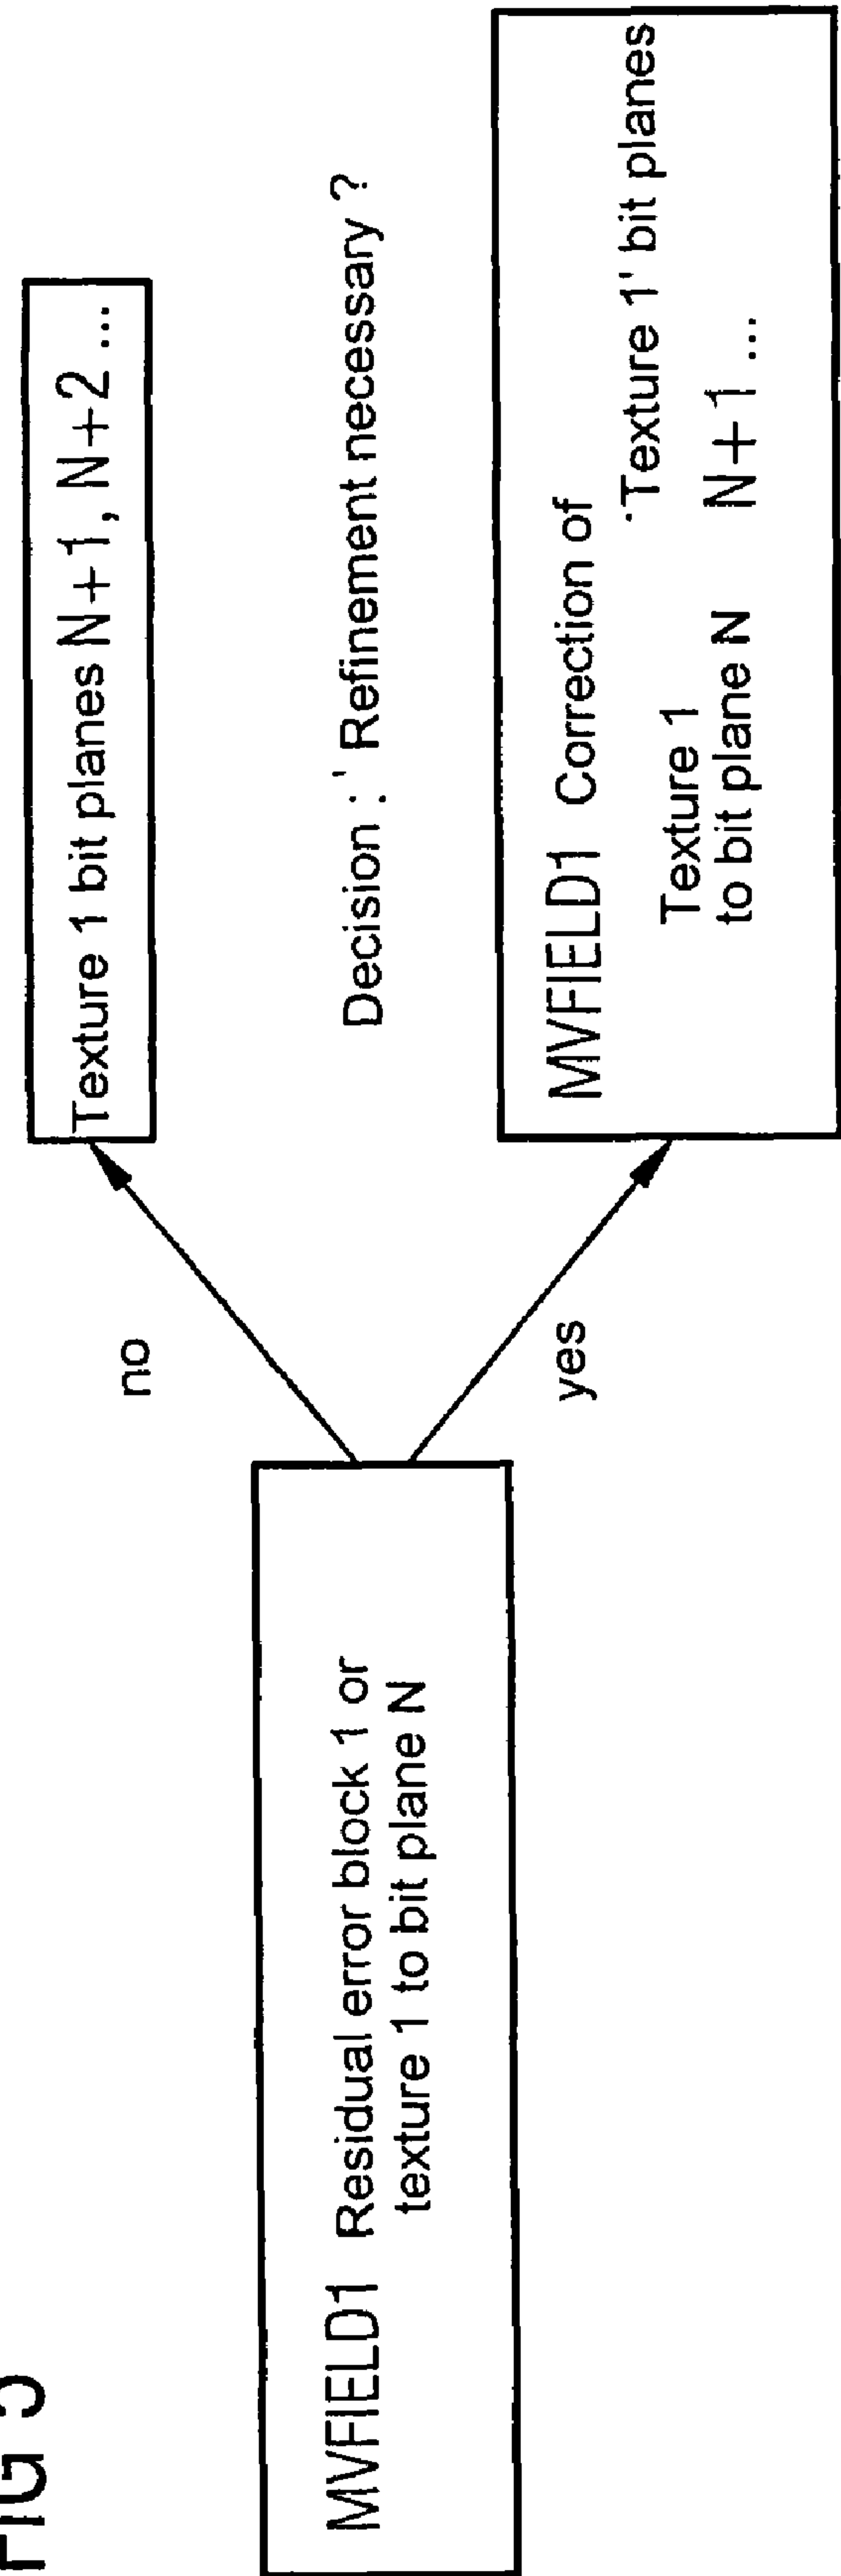 FIG 5
Texture 1 bit planes N+1, N+2 ...
no
Decision : ' Refinement necessary ?
MVFIELD1 Residual error block 1 or
texture 1 to bit plane N
yes
MVFIELD1 Correction of
Texture 1' bit planes
Texture 1
to bit plane N
N+1 ...